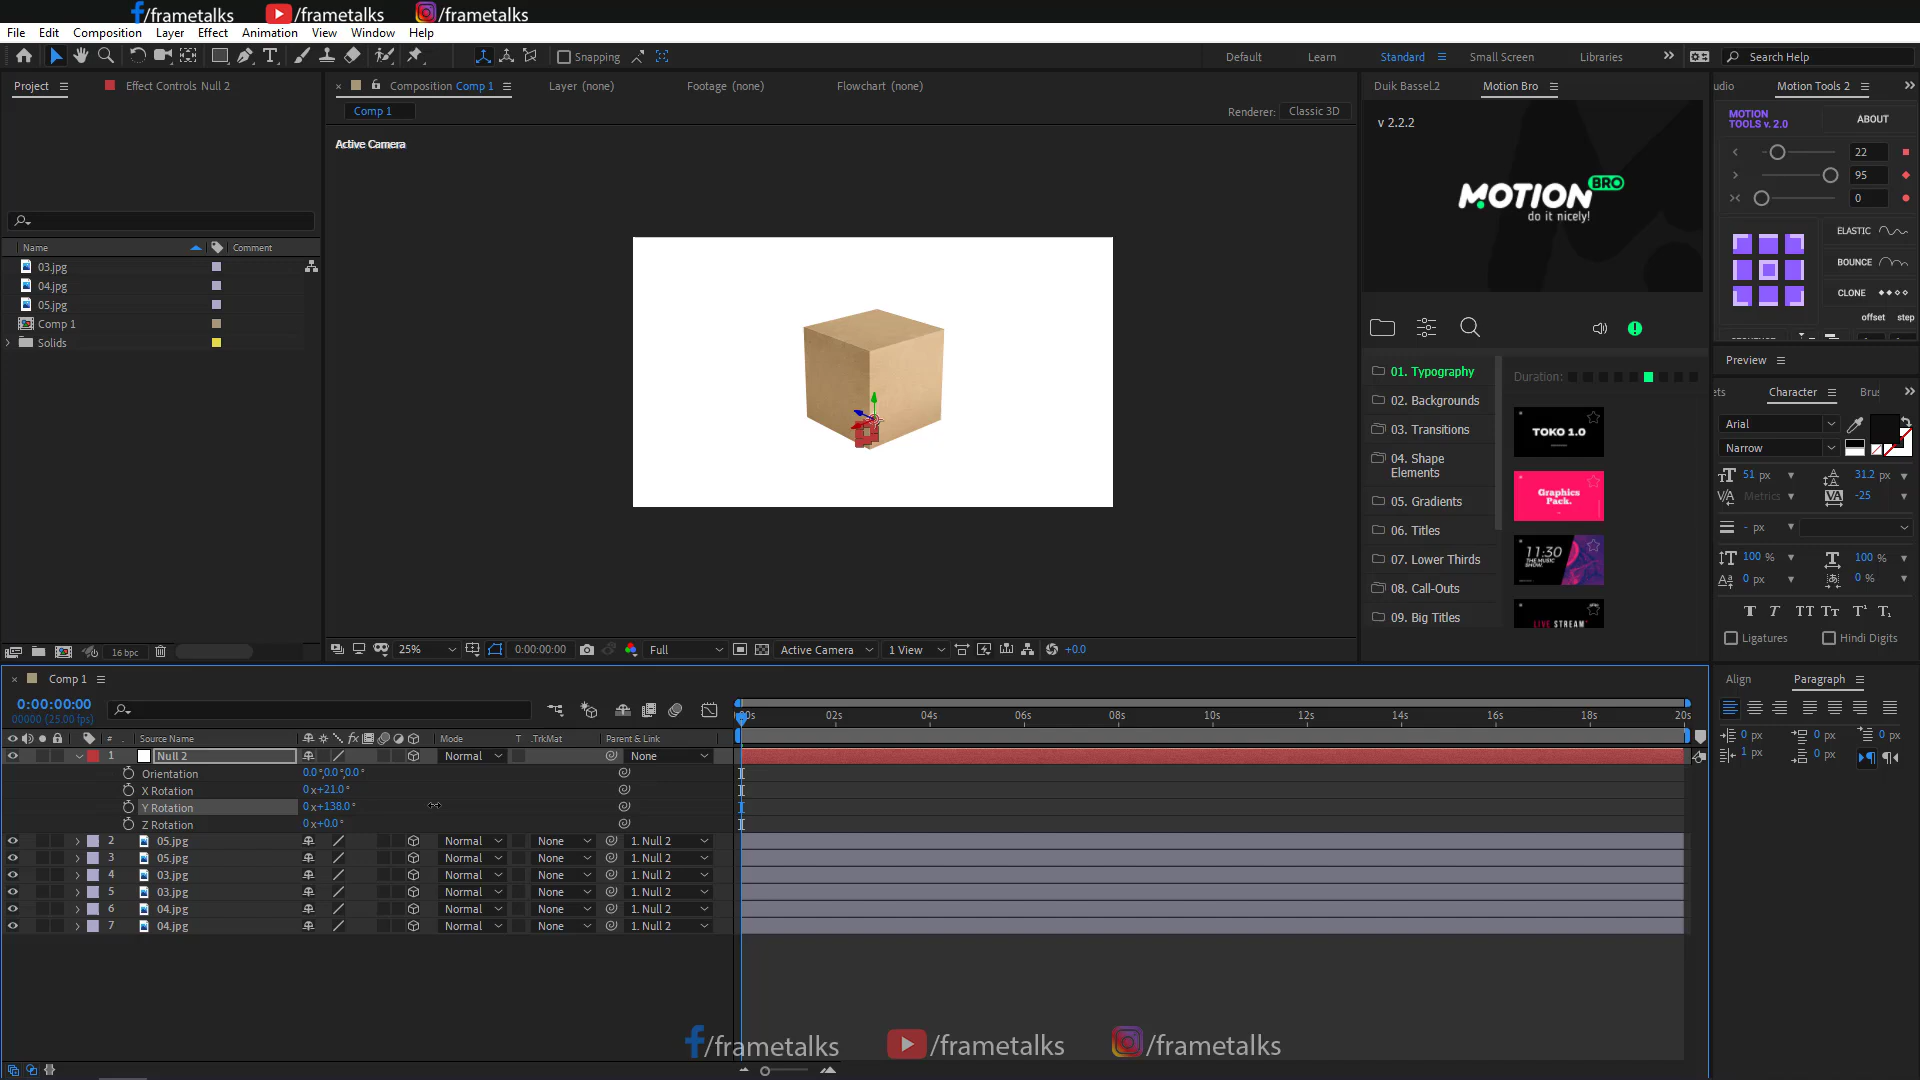 /frametalks /frametalks /frametalks
File Edit Composition Layer Effect Animation View Window Help
Snapping Default Learn Standard Small Screen Libraries Search Help
Project Effect Controls Null 2
Composition Comp 1 Layer (none) Footage (none) Flowchart (none)
Comp 1 Renderer: Classic 3D
Active Camera
Name Comment
03.jpg
04.jpg
05.jpg
Comp 1
Solids
16 bpc
25% 0:00:00:00 Full Active Camera 1 View +0.0
Duik Bassel.2 Motion Bro
v 2.2.2
MOTION BRO
do it nicely!
01. Typography
02. Backgrounds
03. Transitions
04. Shape
Elements
05. Gradients
06. Titles
07. Lower Thirds
08. Call-Outs
09. Big Titles
Duration:
TOKO 1.0
Graphics
Pack.
11:30
THE MUSIC
SHOW.
LIVE STREAM
udio Motion Tools 2
MOTION
TOOLS v. 2.0
ABOUT
22
95
0
ELASTIC
BOUNCE
CLONE
offset step
Preview
ets Character Bru
Arial
Narrow
51 px 31.2 px
Metrics -25
- px
100 % 100 %
0 px 0 %
T T TT Tt T¹ T₁
Ligatures Hindi Digits
Align Paragraph
0 px 0 px 0 px
1 px 0 px
Comp 1
0:00:00:00
00000 (25.00 fps)
02s 04s 06s 08s 10s 12s 14s 16s 18s 20s
# Source Name fx Mode T .TrkMat Parent & Link
1 Null 2 Normal None
Orientation 0.0°,0.0°,0.0°
X Rotation 0x+21.0°
Y Rotation 0x+138.0°
Z Rotation 0x+0.0°
2 05.jpg Normal None 1. Null 2
3 05.jpg Normal None 1. Null 2
4 03.jpg Normal None 1. Null 2
5 03.jpg Normal None 1. Null 2
6 04.jpg Normal None 1. Null 2
7 04.jpg Normal None 1. Null 2
/frametalks /frametalks /frametalks